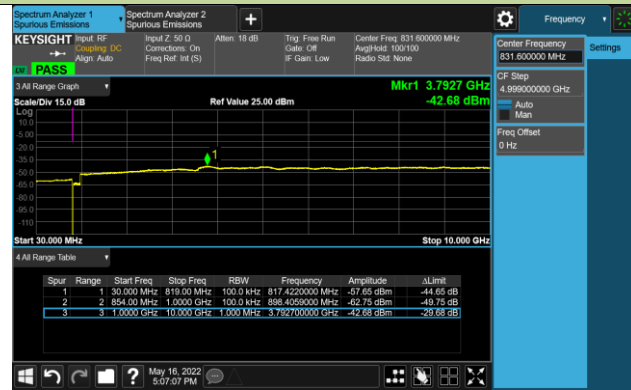 Spectrum Analyzer 1
Spurious Emissions
Spectrum Analyzer 2
Spurious Emissions
+
Frequency
KEYSIGHT
Input: RF
Coupling: DC
Align: Auto
Input Z: 50 Ω
Corrections: On
Freq Ref: Int (S)
Atten: 18 dB
Trig: Free Run
Gate: Off
IF Gain: Low
Center Freq: 831.600000 MHz
Avg|Hold: 100/100
Radio Std: None
PASS
Center Frequency
831.600000 MHz
Settings
CF Step
4.999000000 GHz
Auto
Man
Freq Offset
0 Hz
3 All Range Graph
Mkr1 3.7927 GHz
Scale/Div 15.0 dB
Ref Value 25.00 dBm
-42.68 dBm
Log
10.0
-5.00
-20.0
-35.0
-50.0
-65.0
-80.0
-95.0
-110
1
Start 30.000 MHz
Stop 10.000 GHz
4 All Range Table
Spur Range Start Freq Stop Freq RBW Frequency Amplitude ΔLimit
1 1 30.000 MHz 819.00 MHz 100.0 kHz 817.4220000 MHz -57.65 dBm -44.65 dB
2 2 854.00 MHz 1.0000 GHz 100.0 kHz 898.4059000 MHz -62.75 dBm -49.75 dB
3 3 1.0000 GHz 10.000 GHz 1.000 MHz 3.792700000 GHz -42.68 dBm -29.68 dB
?
May 16, 2022
5:07:07 PM